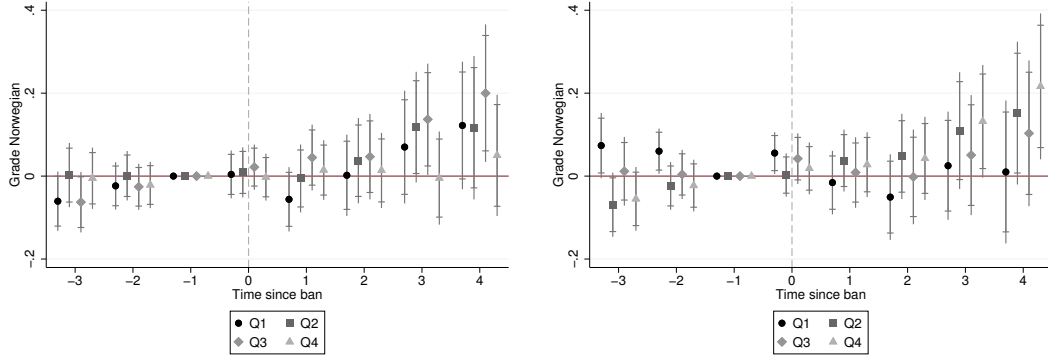 .4
.2
0
-.2
Grade Norwegian
-3 -2 -1 0 1 2 3 4
Time since ban
Q1 Q2
Q3 Q4
.4
.2
0
-.2
Grade Norwegian
-3 -2 -1 0 1 2 3 4
Time since ban
Q1 Q2
Q3 Q4